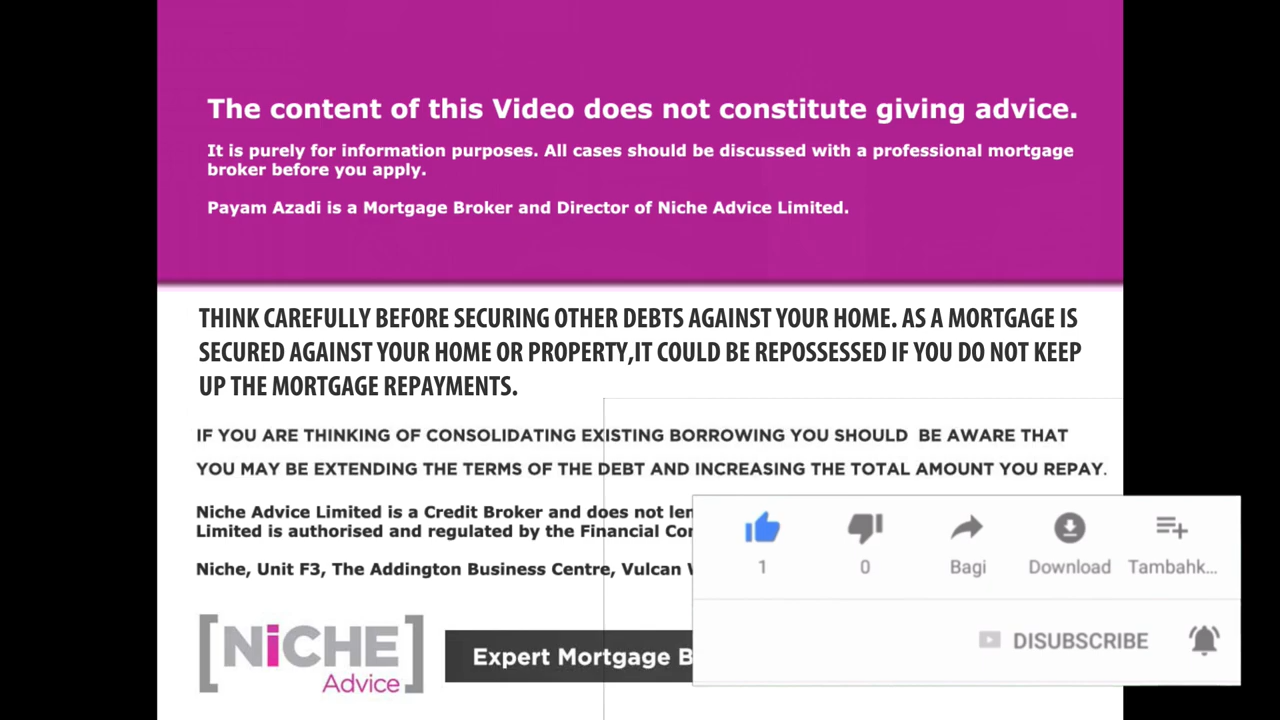 The content of this Video does not constitute giving advice.
It is purely for information purposes. All cases should be discussed with a professional mortgage
broker before you apply.
Payam Azadi is a Mortgage Broker and Director of Niche Advice Limited.
THINK CAREFULLY BEFORE SECURING OTHER DEBTS AGAINST YOUR HOME. AS A MORTGAGE IS
SECURED AGAINST YOUR HOME OR PROPERTY,IT COULD BE REPOSSESSED IF YOU DO NOT KEEP
UP THE MORTGAGE REPAYMENTS.
IF YOU ARE THINKING OF CONSOLIDATING EXISTING BORROWING YOU SHOULD BE AWARE THAT
YOU MAY BE EXTENDING THE TERMS OF THE DEBT AND INCREASING THE TOTAL AMOUNT YOU REPAY.
Niche Advice Limited is a Credit Broker and does not
Limited is authorised and regulated by the Financial
Niche, Unit F3, The Addington Business Centre, Vulcan
[NiCHE
Advice]
Expert Mortgage
1 0 Bagi Download Tambahk...
DISUBSCRIBE